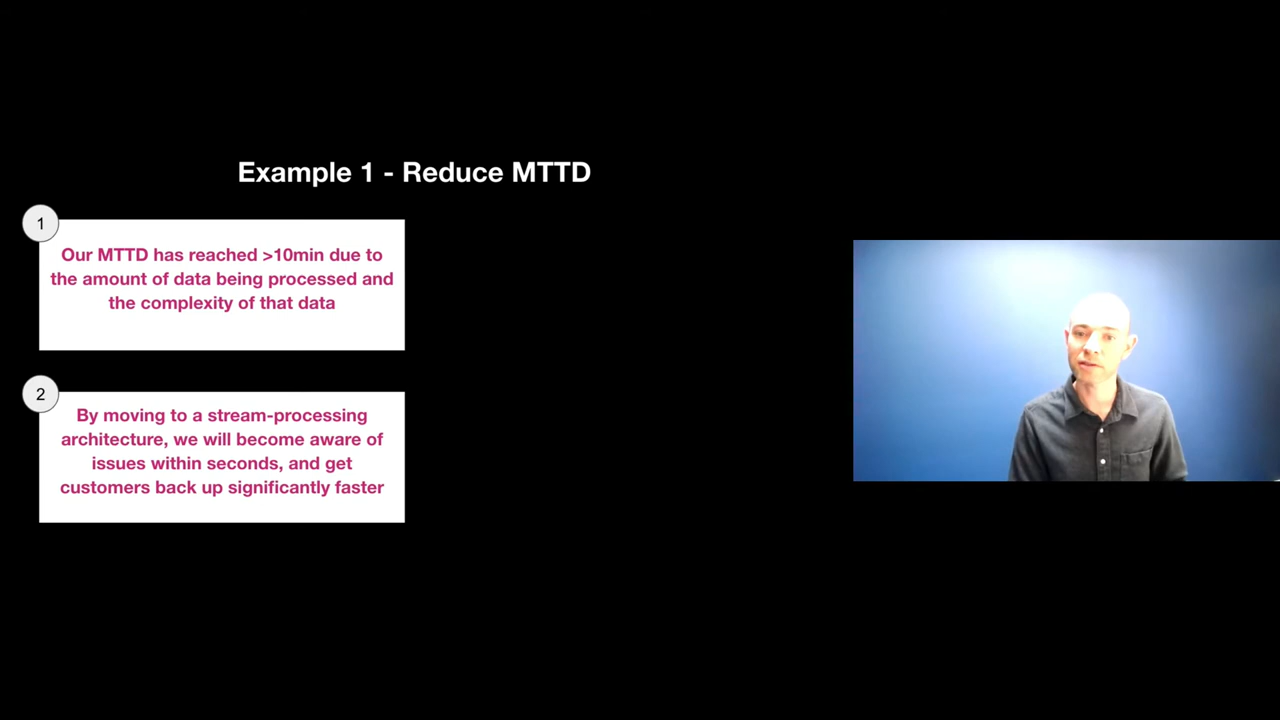 Example 1 - Reduce MTTD
1
Our MTTD has reached >10min due to
the amount of data being processed and
the complexity of that data
2
By moving to a stream-processing
architecture, we will become aware of
issues within seconds, and get
customers back up significantly faster